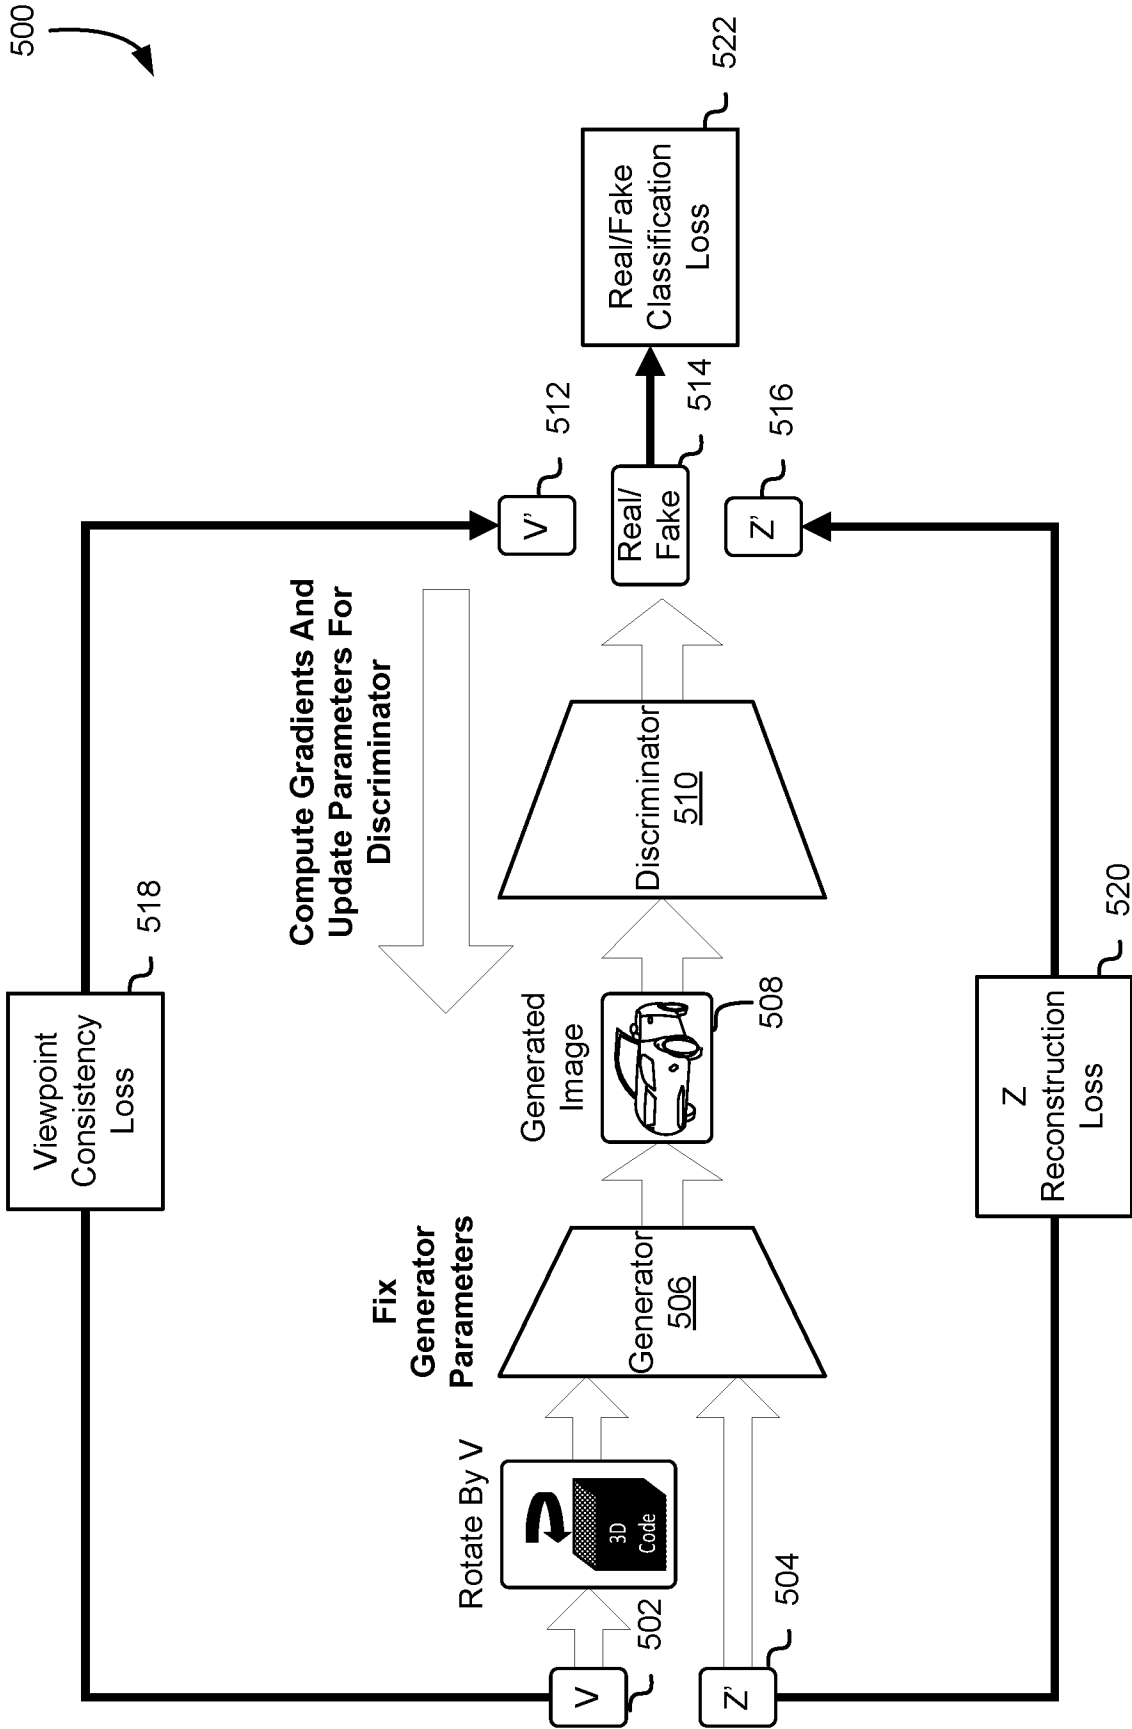 500
Viewpoint
Consistency
Loss
518
Compute Gradients And
Update Parameters For
Discriminator
Fix
Generator
Parameters
Rotate By V
3D
Code
V
502
Z'
504
Generator
506
Generated
Image
508
Discriminator
510
V'
512
Real/
Fake
514
Z'
516
Real/Fake
Classification
Loss
522
Z
Reconstruction
Loss
520